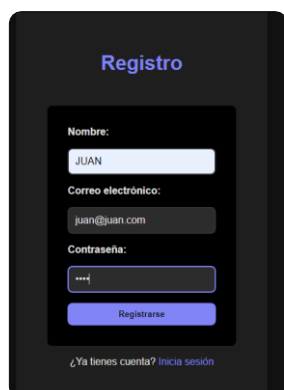 Registro
Nombre:
JUAN
Correo electrónico:
juan@juan.com
Contraseña:
••••
Registrarse
¿Ya tienes cuenta? Inicia sesión